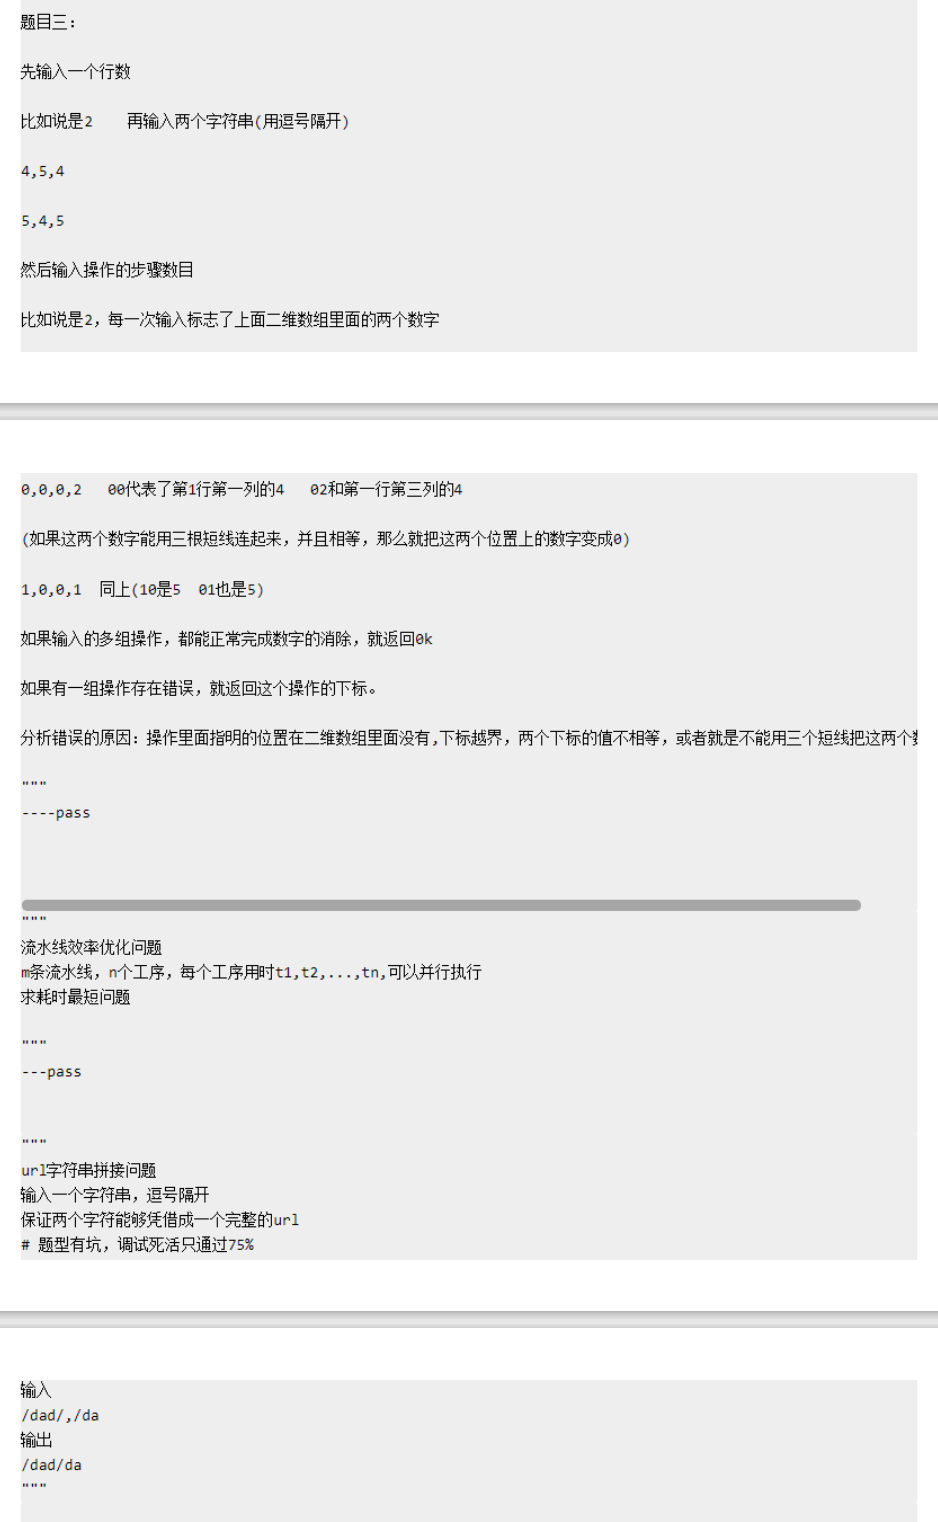 题目三：
先输入一个行数
比如说是2    再输入两个字符串(用逗号隔开)
4,5,4
5,4,5
然后输入操作的步骤数目
比如说是2，每一次输入标志了上面二维数组里面的两个数字
0,0,0,2   00代表了第1行第一列的4   02和第一行第三列的4
(如果这两个数字能用三根短线连起来，并且相等，那么就把这两个位置上的数字变成0)
1,0,0,1  同上(10是5  01也是5)
如果输入的多组操作，都能正常完成数字的消除，就返回0k
如果有一组操作存在错误，就返回这个操作的下标。
分析错误的原因：操作里面指明的位置在二维数组里面没有,下标越界，两个下标的值不相等，或者就是不能用三个短线把这两个
"""
----pass
"""
流水线效率优化问题
m条流水线，n个工序，每个工序用时t1,t2,...,tn,可以并行执行
求耗时最短问题
"""
---pass
"""
url字符串拼接问题
输入一个字符串，逗号隔开
保证两个字符能够凭借成一个完整的url
# 题型有坑，调试死活只通过75%
输入
/dad/,/da
输出
/dad/da
"""